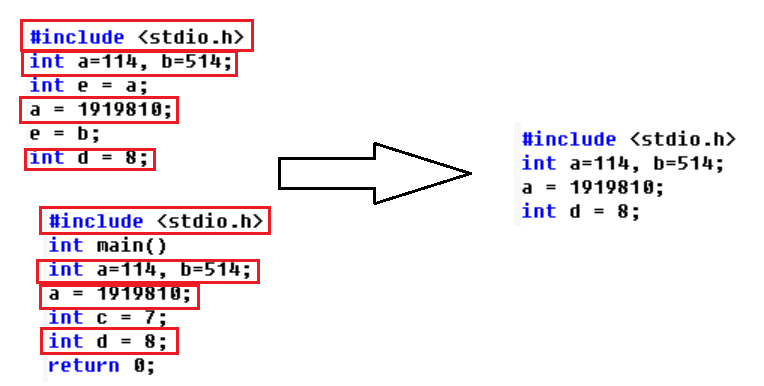 #include <stdio.h>
int a=114, b=514;
int e = a;
a = 1919810;
e = b;
int d = 8;
#include <stdio.h>
int main()
int a=114, b=514;
a = 1919810;
int c = 7;
int d = 8;
return 0;
#include <stdio.h>
int a=114, b=514;
a = 1919810;
int d = 8;